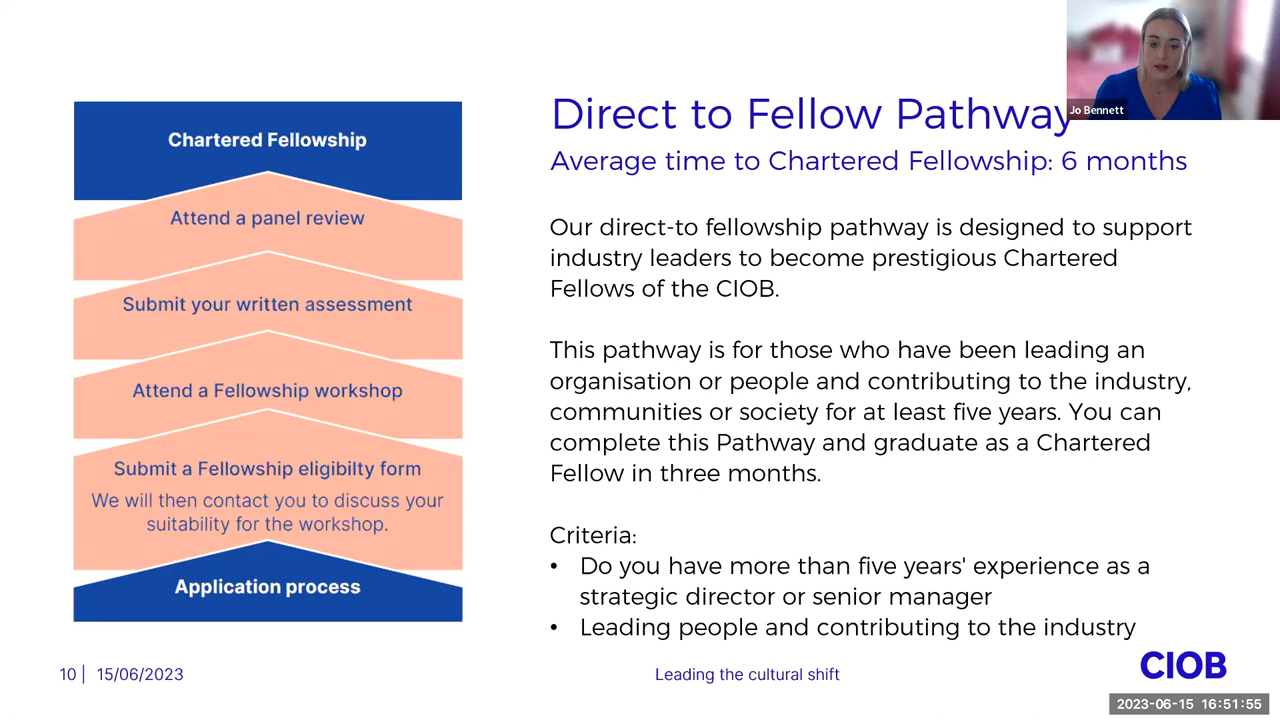 Chartered Fellowship
Attend a panel review
Submit your written assessment
Attend a Fellowship workshop
Submit a Fellowship eligibilty form
We will then contact you to discuss your
suitability for the workshop.
Application process
Direct to Fellow Pathway
Average time to Chartered Fellowship: 6 months
Our direct-to fellowship pathway is designed to support
industry leaders to become prestigious Chartered
Fellows of the CIOB.
This pathway is for those who have been leading an
organisation or people and contributing to the industry,
communities or society for at least five years. You can
complete this Pathway and graduate as a Chartered
Fellow in three months.
Criteria:
• Do you have more than five years' experience as a
strategic director or senior manager
• Leading people and contributing to the industry
Jo Bennett
10 | 15/06/2023
Leading the cultural shift
CIOB
2023-06-15 16:51:55